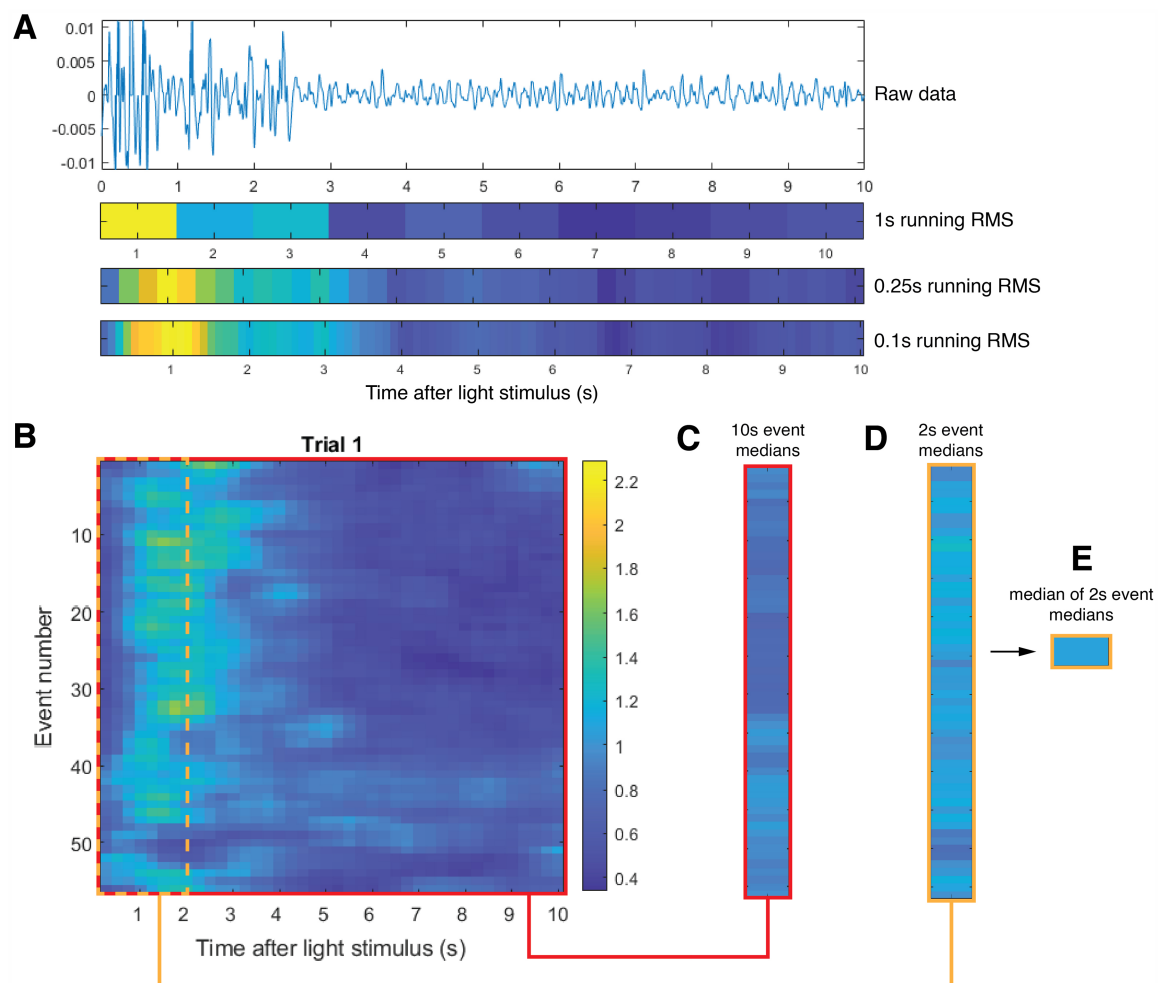 A
0.01
0.005
0
-0.005
-0.01
Raw data
0 1 2 3 4 5 6 7 8 9 10
1s running RMS
1 2 3 4 5 6 7 8 9 10
0.25s running RMS
0.1s running RMS
1 2 3 4 5 6 7 8 9 10
Time after light stimulus (s)
B
Trial 1
Event number
10
20
30
40
50
1 2 3 4 5 6 7 8 9 10
Time after light stimulus (s)
2.2
2
1.8
1.6
1.4
1.2
1
0.8
0.6
0.4
C
10s event
medians
D
2s event
medians
E
median of 2s event
medians